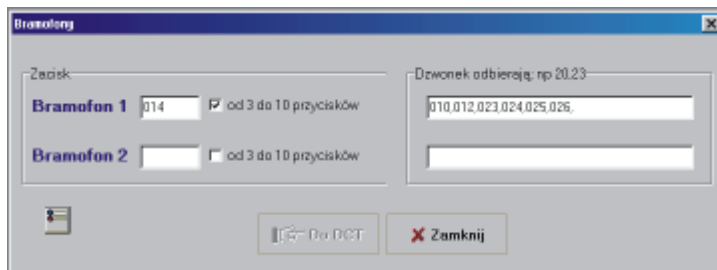 Bramofony
Zacisk
Dzwonek odbierają; np 20.23
Bramofon 1 014 od 3 do 10 przycisków
010,012,023,024,025,026,
Bramofon 2 od 3 do 10 przycisków
Do DCT
Zamknij